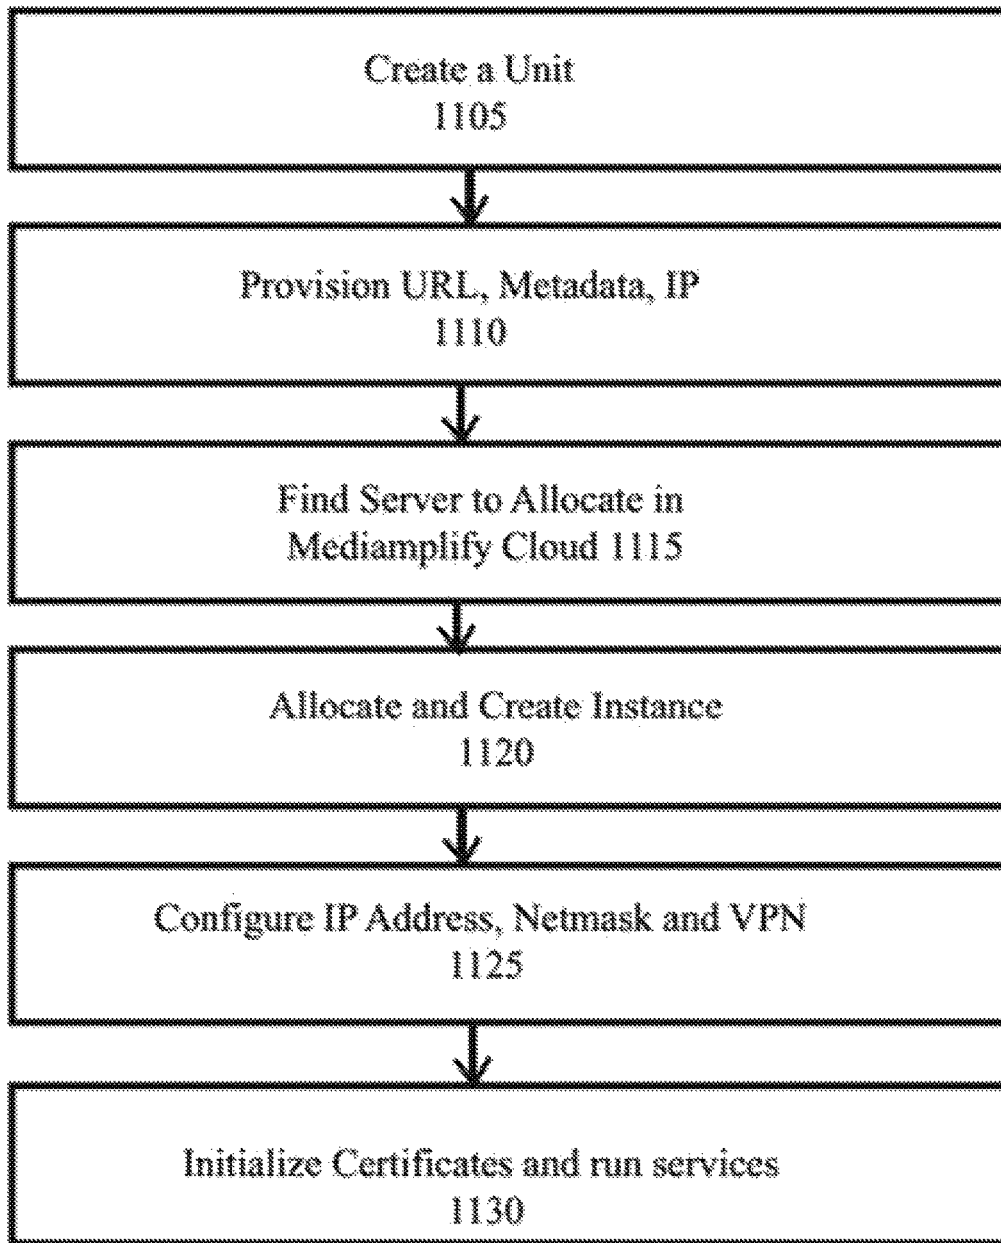 Create a Unit
1105
Provision URL, Metadata, IP
1110
Find Server to Allocate in
Mediamplify Cloud 1115
Allocate and Create Instance
1120
Configure IP Address, Netmask and VPN
1125
Initialize Certificates and run services
1130